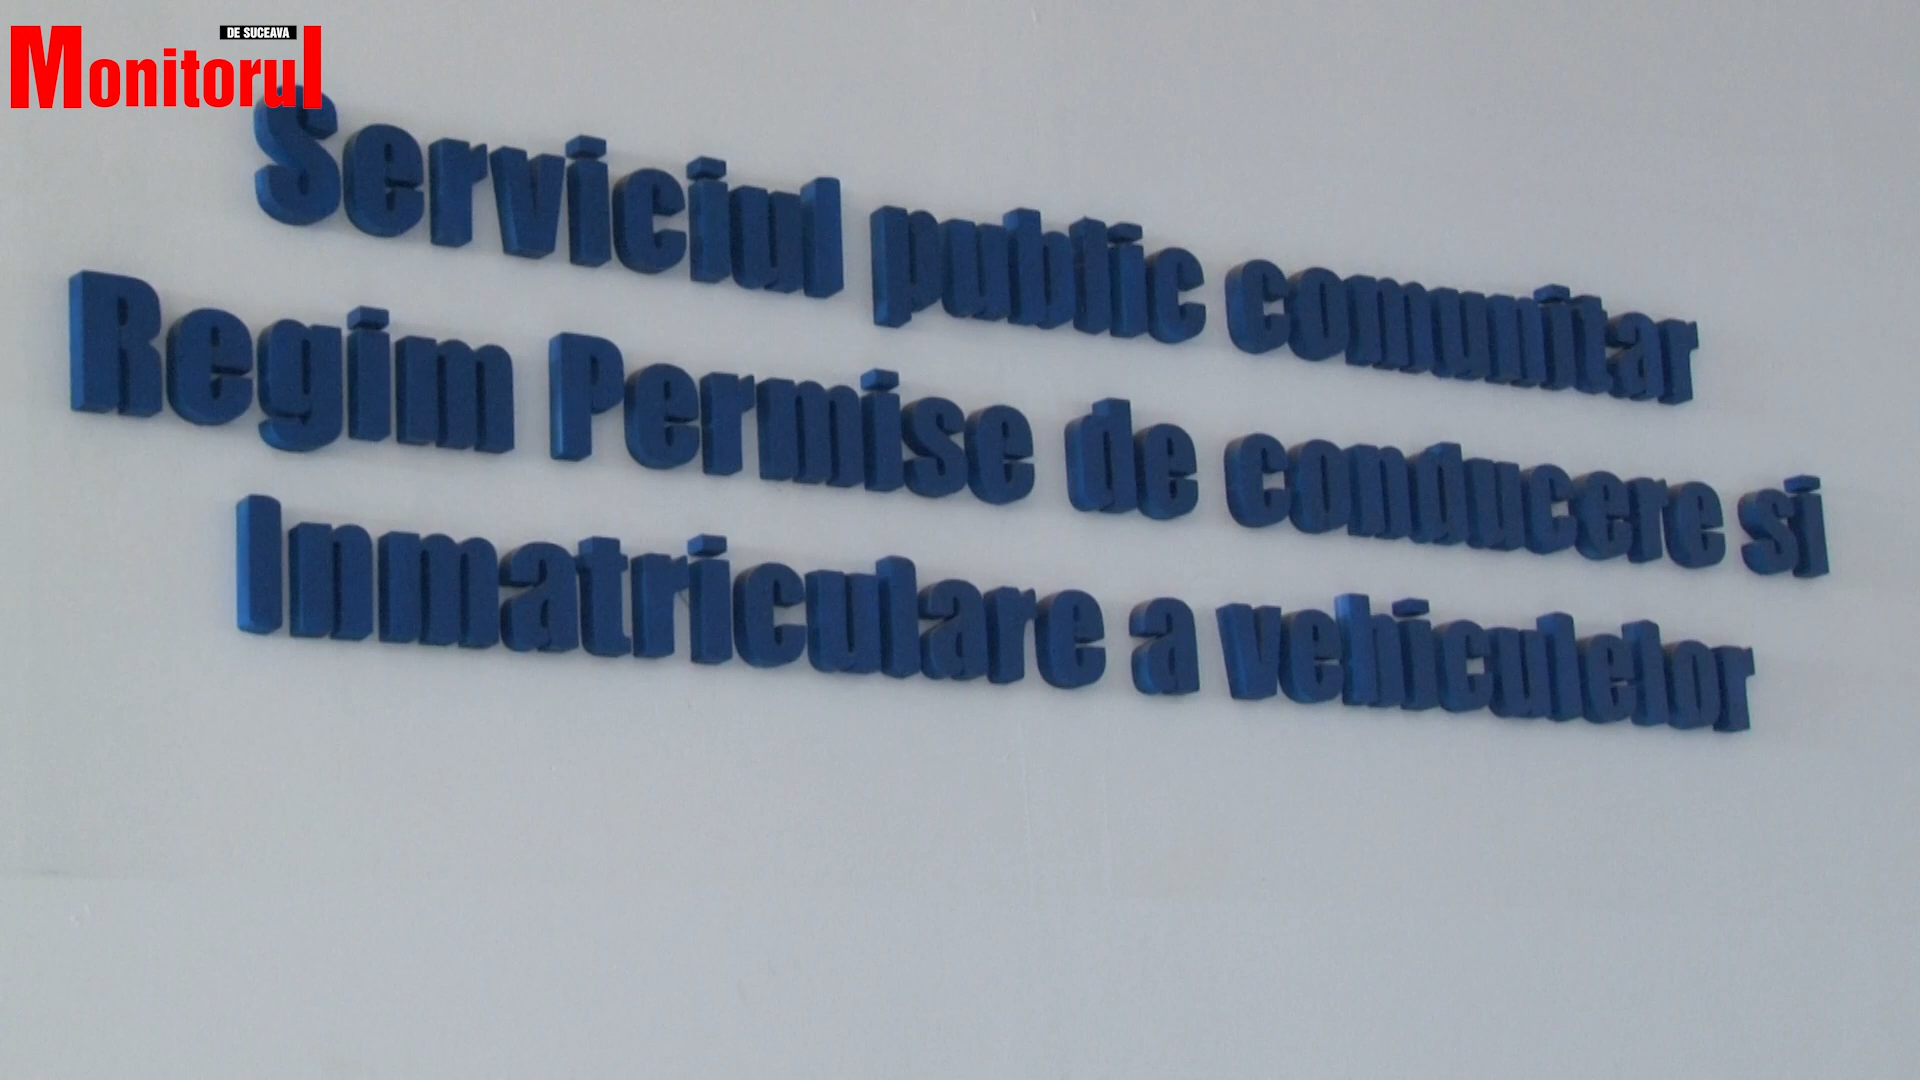 Monitorul
DE SUCEAVA
Serviciul public comunitar
Regim Permise de conducere si
Inmatriculare a vehiculelor